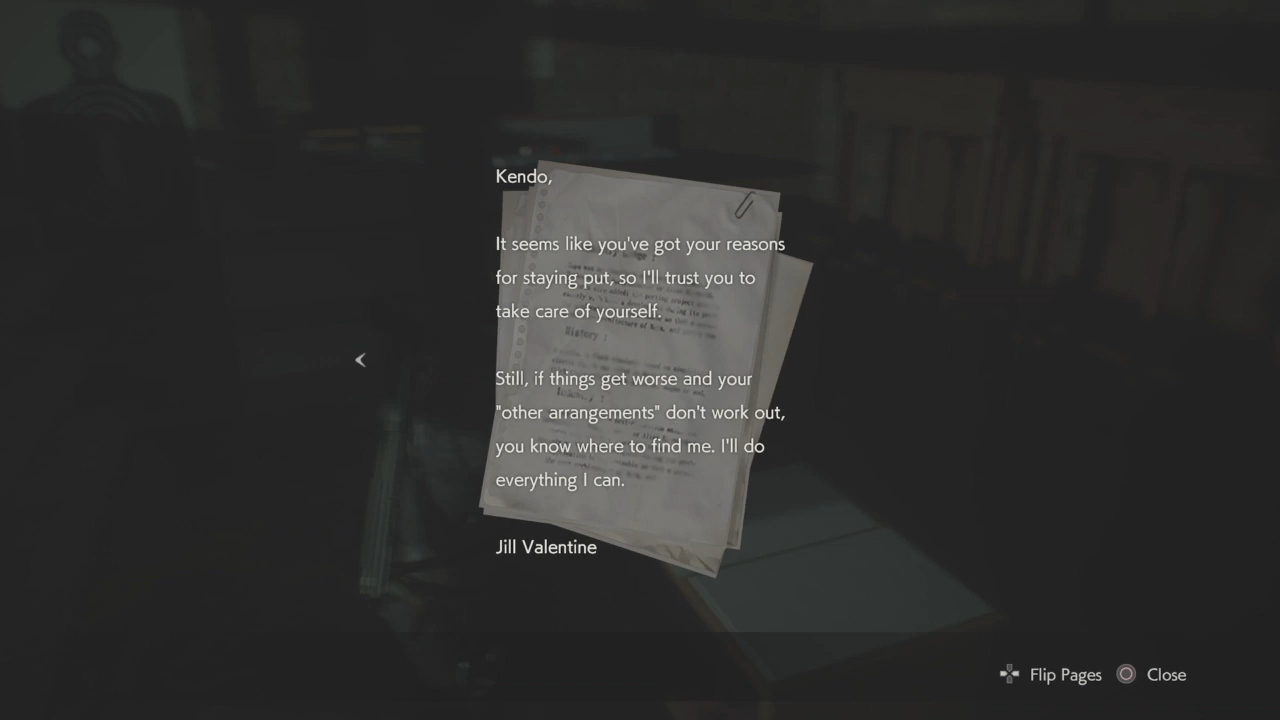 Kendo,
It seems like you've got your reasons
for staying put, so I'll trust you to
take care of yourself.
Still, if things get worse and your
"other arrangements" don't work out,
you know where to find me. I'll do
everything I can.
Jill Valentine
History :
Flip Pages
Close